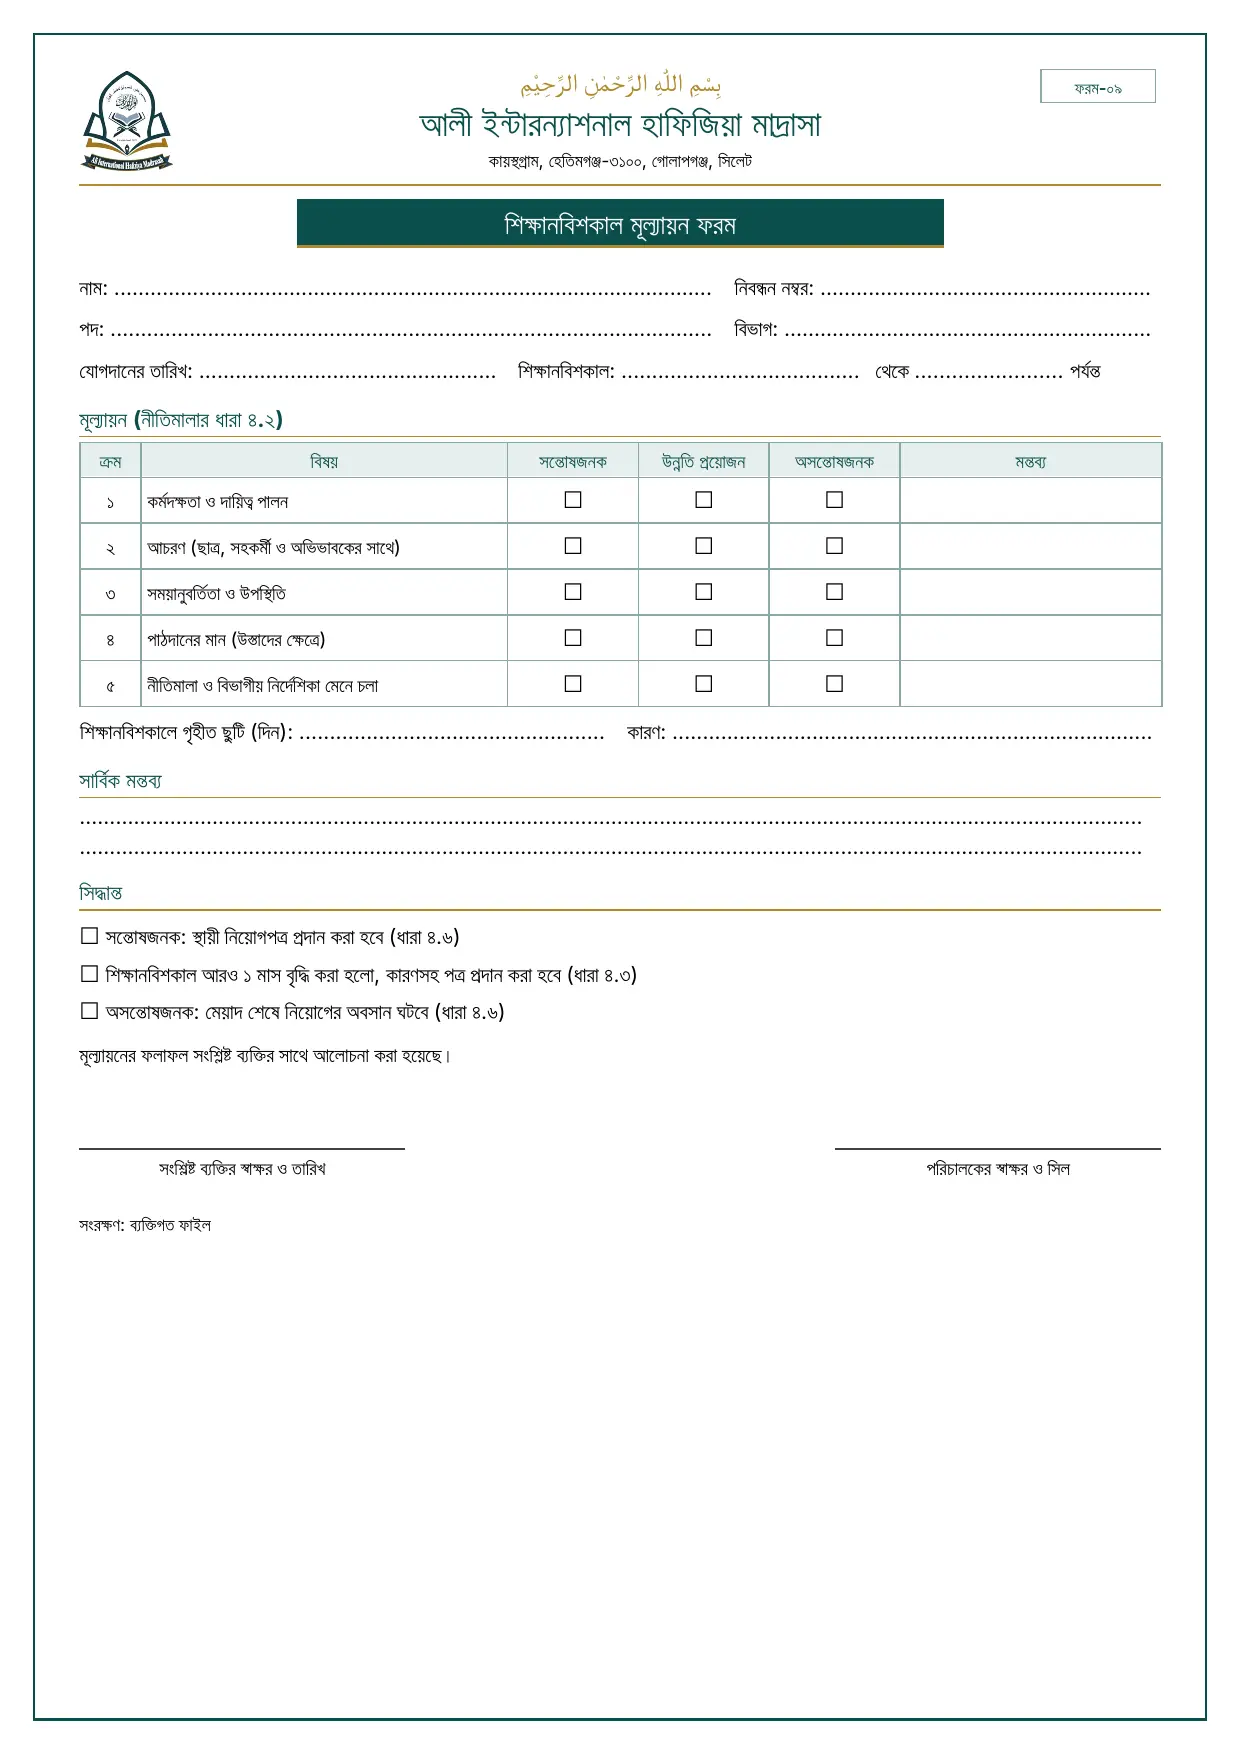 بِسْمِ اللّٰهِ الرَّحْمٰنِ الرَّحِيْمِ
ফরম-০৯
আলী ইন্টারন্যাশনাল হাফিজিয়া মাদ্রাসা
কায়স্থগ্রাম, হেতিমগঞ্জ-৩১০০, গোলাপগঞ্জ, সিলেট
Ali International Hafiziya Madrasah
শিক্ষানবিশকাল মূল্যায়ন ফরম
নাম: .................................................................................................. নিবন্ধন নম্বর: ......................................................
পদ: ................................................................................................... বিভাগ: ............................................................
যোগদানের তারিখ: ................................................. শিক্ষানবিশকাল: ....................................... থেকে ......................... পর্যন্ত
মূল্যায়ন (নীতিমালার ধারা ৪.২)
ক্রম বিষয় সন্তোষজনক উন্নতি প্রয়োজন অসন্তোষজনক মন্তব্য
১ কর্মদক্ষতা ও দায়িত্ব পালন ☐ ☐ ☐
২ আচরণ (ছাত্র, সহকর্মী ও অভিভাবকের সাথে) ☐ ☐ ☐
৩ সময়ানুবর্তিতা ও উপস্থিতি ☐ ☐ ☐
৪ পাঠদানের মান (উস্তাদের ক্ষেত্রে) ☐ ☐ ☐
৫ নীতিমালা ও বিভাগীয় নির্দেশিকা মেনে চলা ☐ ☐ ☐
শিক্ষানবিশকালে গৃহীত ছুটি (দিন): .................................................. কারণ: ...............................................................................
সার্বিক মন্তব্য
................................................................................................................................................................................
................................................................................................................................................................................
সিদ্ধান্ত
☐ সন্তোষজনক: স্থায়ী নিয়োগপত্র প্রদান করা হবে (ধারা ৪.৬)
☐ শিক্ষানবিশকাল আরও ১ মাস বৃদ্ধি করা হলো, কারণসহ পত্র প্রদান করা হবে (ধারা ৪.৩)
☐ অসন্তোষজনক: মেয়াদ শেষে নিয়োগের অবসান ঘটবে (ধারা ৪.৬)
মূল্যায়নের ফলাফল সংশ্লিষ্ট ব্যক্তির সাথে আলোচনা করা হয়েছে।
সংশ্লিষ্ট ব্যক্তির স্বাক্ষর ও তারিখ পরিচালকের স্বাক্ষর ও সিল
সংরক্ষণ: ব্যক্তিগত ফাইল